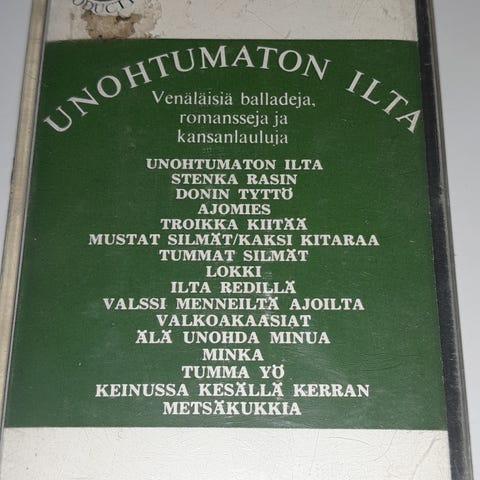 PRODUCTI
UNOHTUMATON ILTA
Venäläisiä balladeja,
romansseja ja
kansanlauluja
UNOHTUMATON ILTA
STENKA RASIN
DONIN TYTTÖ
AJOMIES
TROIKKA KIITÄÄ
MUSTAT SILMÄT/KAKSI KITARAA
TUMMAT SILMÄT
LOKKI
ILTA REDILLÄ
VALSSI MENNEILTÄ AJOILTA
VALKOAKAASIAT
ÄLÄ UNOHDA MINUA
MINKA
TUMMA YÖ
KEINUSSA KESÄLLÄ KERRAN
METSÄKUKKIA